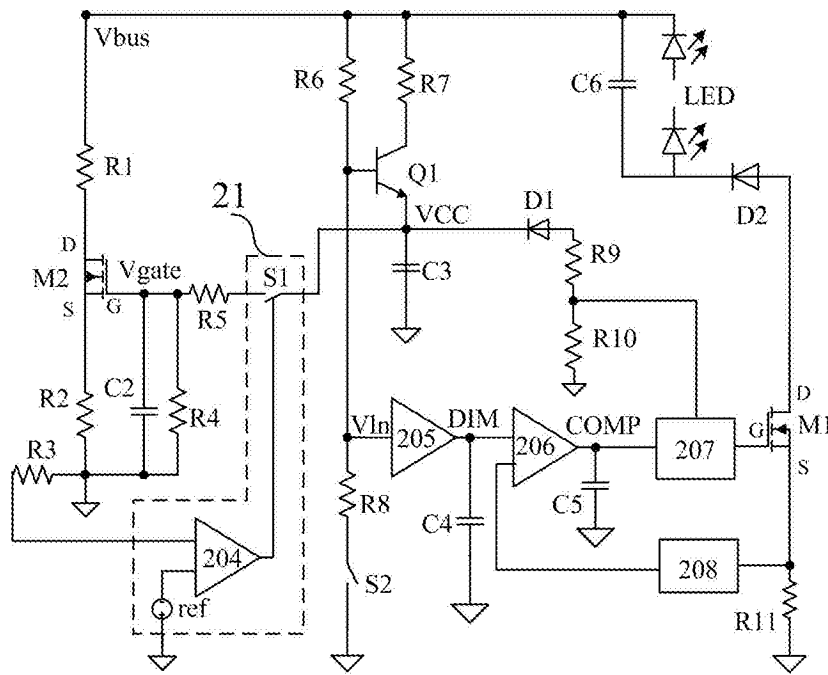 Vbus
R6
R7
C6
LED
R1
Q1
21
VCC
D1
D2
D
M2
Vgate
S1
G
S
R5
C3
R9
R10
R2
C2
R4
R3
VIn
205
DIM
206
COMP
207
D
G
M1
S
R8
C4
C5
204
S2
208
ref
R11